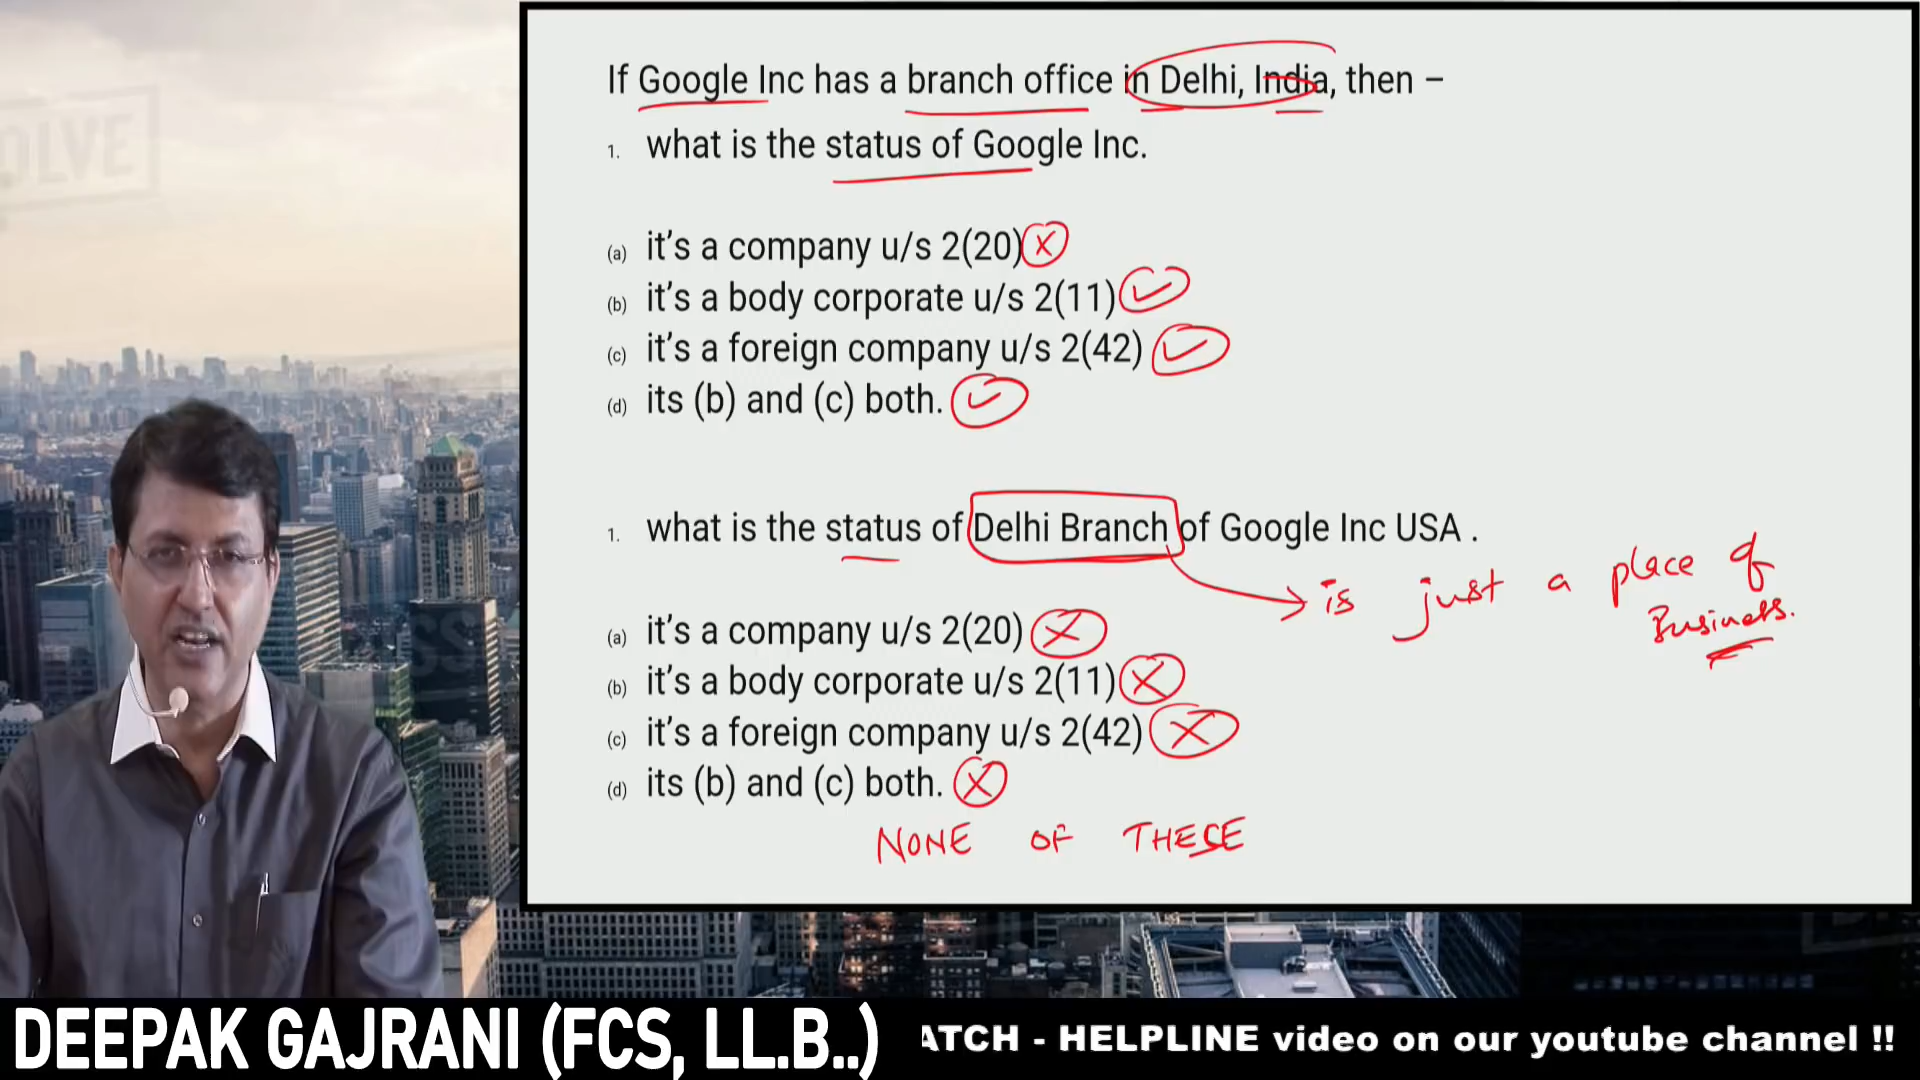 OLVE
If Google Inc has a branch office in Delhi, India, then –
1. what is the status of Google Inc.
(a) it's a company u/s 2(20)
(b) it's a body corporate u/s 2(11)
(c) it's a foreign company u/s 2(42)
(d) its (b) and (c) both.
1. what is the status of Delhi Branch of Google Inc USA .
is just a place of
Business.
(a) it's a company u/s 2(20)
(b) it's a body corporate u/s 2(11)
(c) it's a foreign company u/s 2(42)
(d) its (b) and (c) both.
NONE OF THESE
DEEPAK GAJRANI (FCS, LL.B..)
ATCH - HELPLINE video on our youtube channel !!